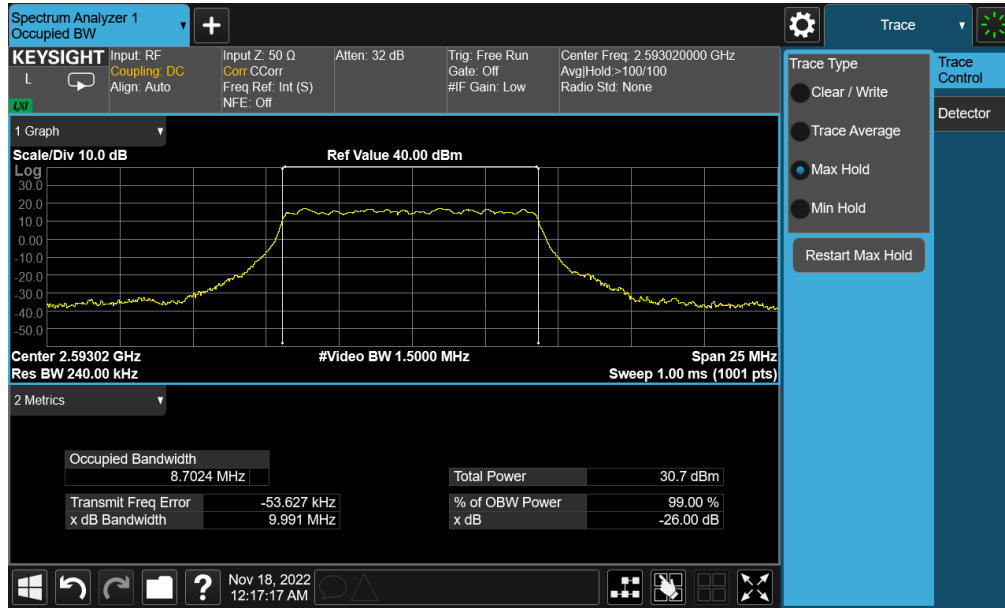 Spectrum Analyzer 1
Occupied BW
+
Trace
KEYSIGHT
L
LXI
Input: RF
Coupling: DC
Align: Auto
Input Z: 50 Ω
Corr CCorr
Freq Ref: Int (S)
NFE: Off
Atten: 32 dB
Trig: Free Run
Gate: Off
#IF Gain: Low
Center Freq: 2.593020000 GHz
Avg|Hold:>100/100
Radio Std: None
Trace Type
Clear / Write
Trace Average
Max Hold
Min Hold
Restart Max Hold
Trace
Control
Detector
1 Graph
Scale/Div 10.0 dB
Ref Value 40.00 dBm
Log
30.0
20.0
10.0
0.00
-10.0
-20.0
-30.0
-40.0
-50.0
Center 2.59302 GHz
#Video BW 1.5000 MHz
Span 25 MHz
Res BW 240.00 kHz
Sweep 1.00 ms (1001 pts)
2 Metrics
Occupied Bandwidth
8.7024 MHz
Total Power 30.7 dBm
Transmit Freq Error -53.627 kHz
% of OBW Power 99.00 %
x dB Bandwidth 9.991 MHz
x dB -26.00 dB
?
Nov 18, 2022
12:17:17 AM